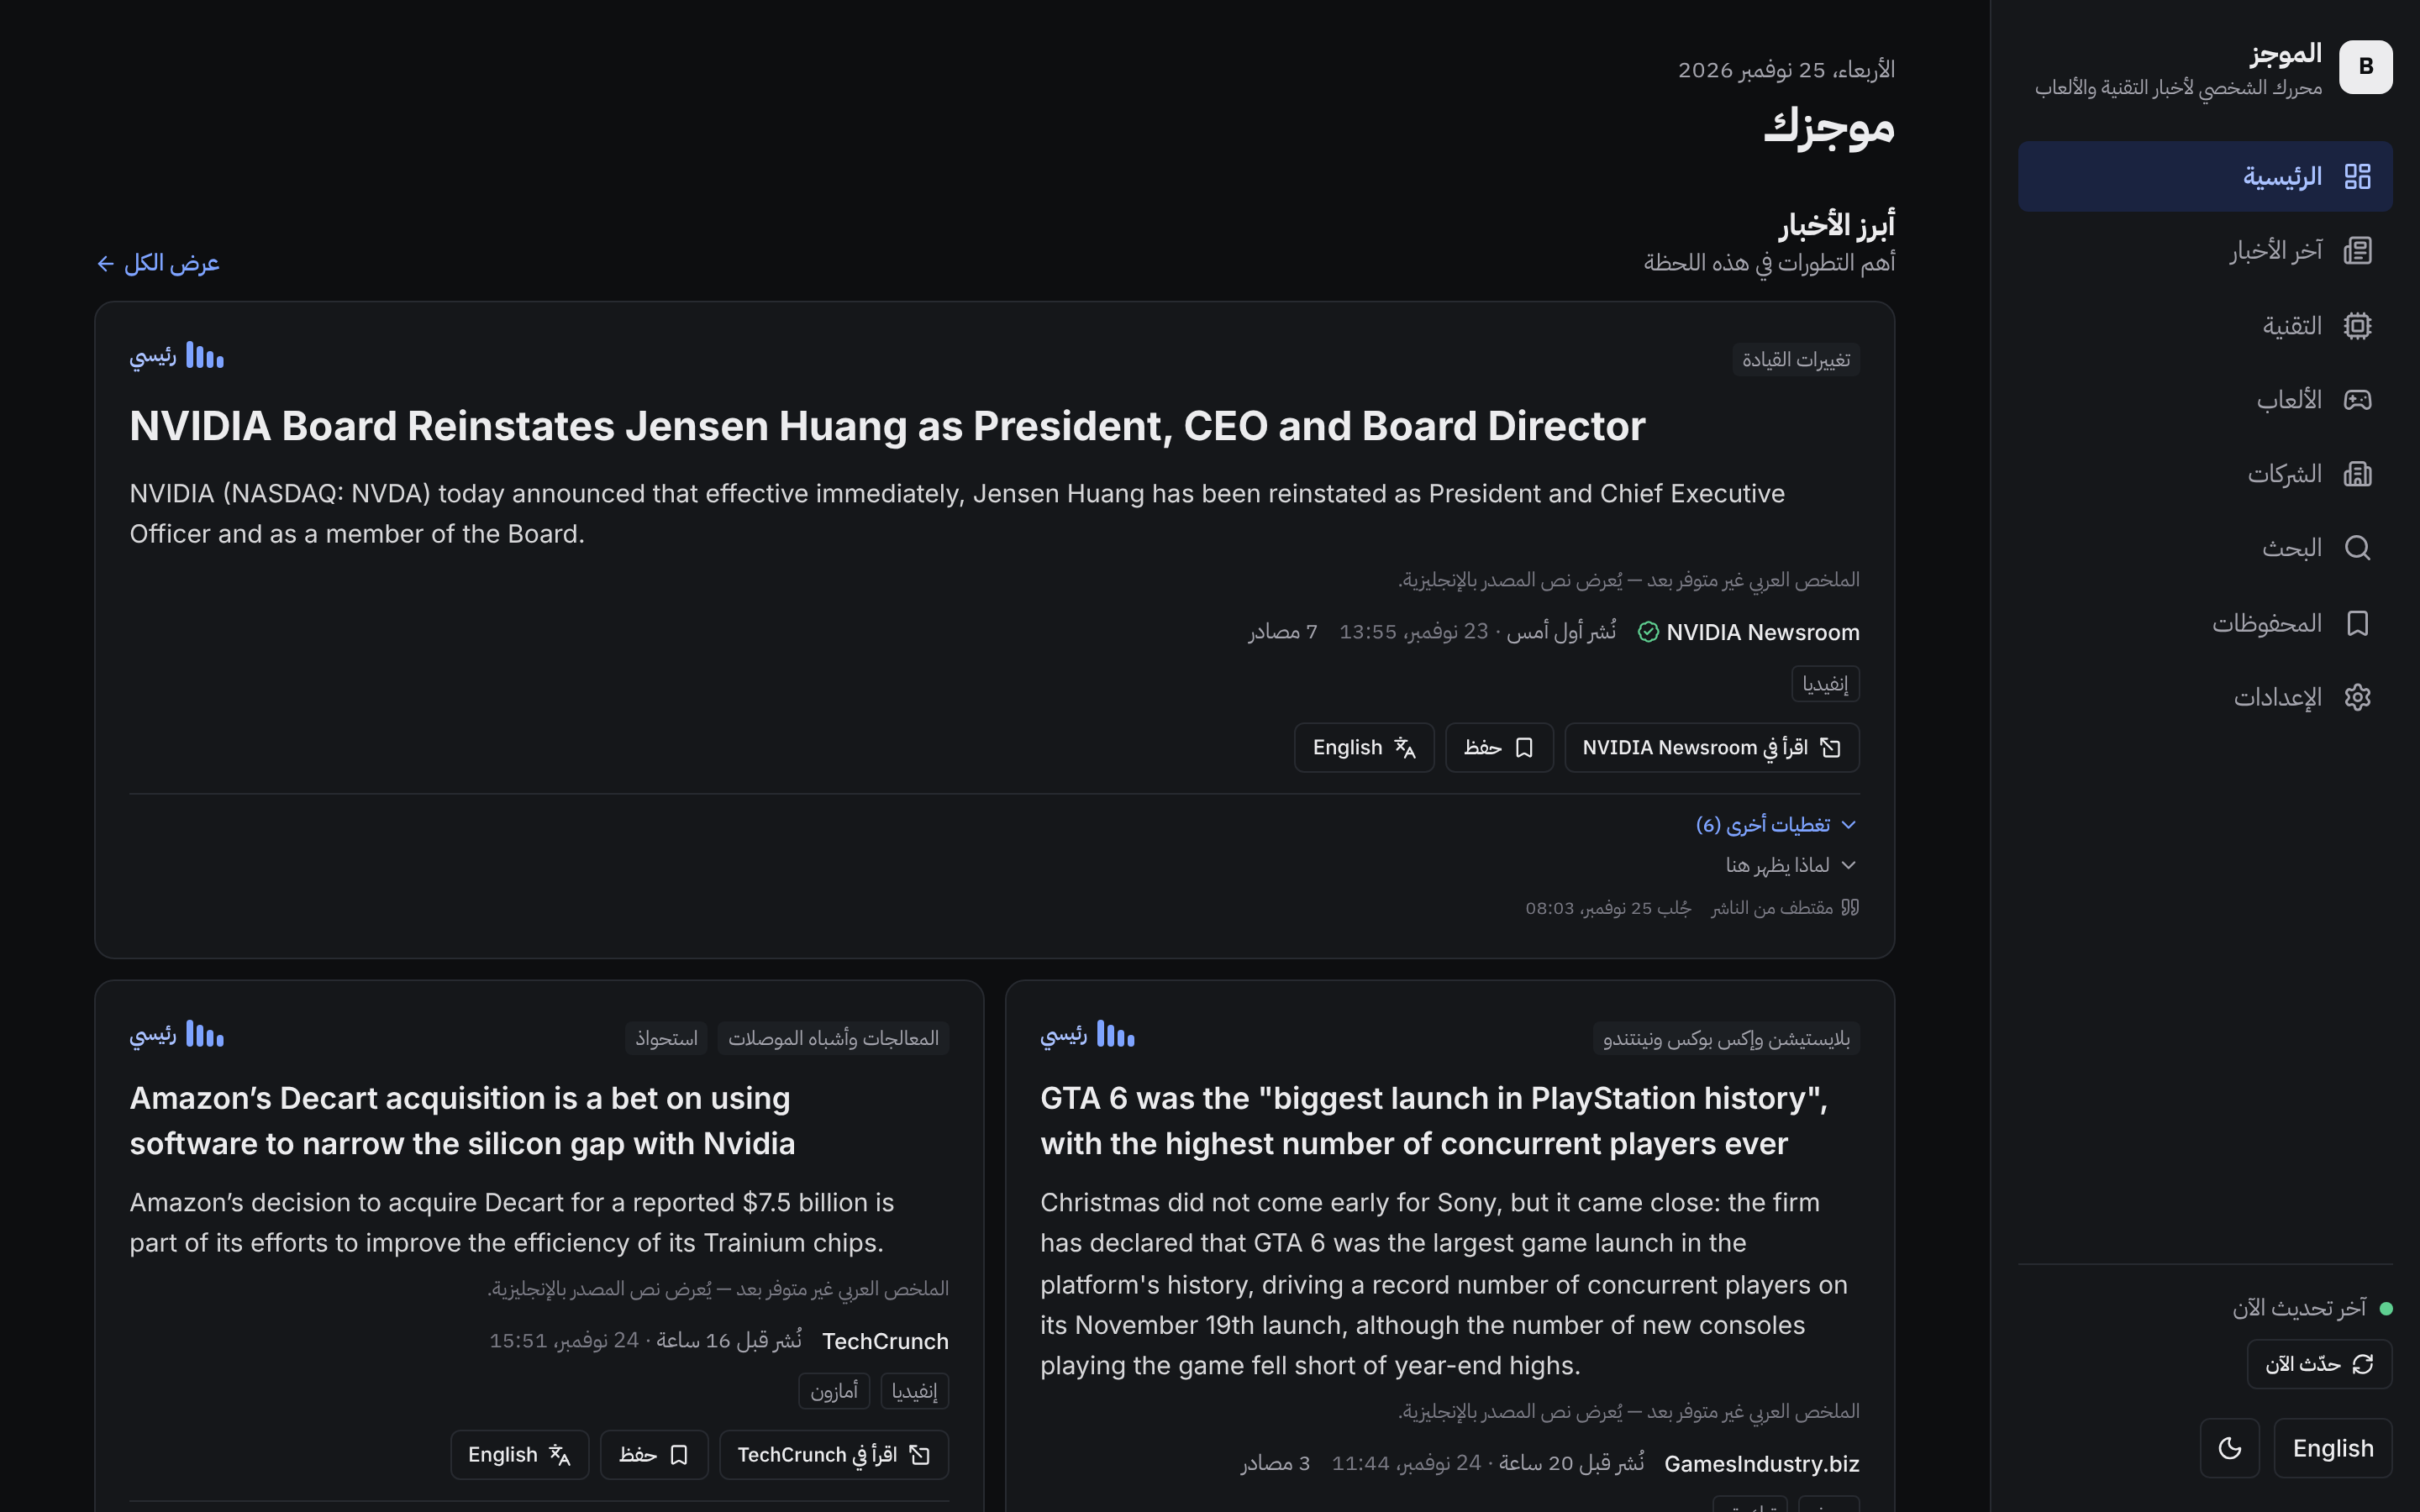 B
الموجز
محررك الشخصي لأخبار التقنية والألعاب
الرئيسية
آخر الأخبار
التقنية
الألعاب
الشركات
البحث
المحفوظات
الإعدادات
آخر تحديث الآن
حدّث الآن
English
الأربعاء، 25 نوفمبر 2026
موجزك
أبرز الأخبار
أهم التطورات في هذه اللحظة
عرض الكل ←
تغييرات القيادة
رئيسي
NVIDIA Board Reinstates Jensen Huang as President, CEO and Board Director
NVIDIA (NASDAQ: NVDA) today announced that effective immediately, Jensen Huang has been reinstated as President and Chief Executive
Officer and as a member of the Board.
الملخص العربي غير متوفر بعد — يُعرض نص المصدر بالإنجليزية.
NVIDIA Newsroom نُشر أول أمس · 23 نوفمبر، 13:55 7 مصادر
إنفيديا
اقرأ في NVIDIA Newsroom حفظ English
تغطيات أخرى (6)
لماذا يظهر هنا
مقتطف من الناشر جُلب 25 نوفمبر، 08:03
بلايستيشن وإكس بوكس ونينتندو
رئيسي
GTA 6 was the "biggest launch in PlayStation history",
with the highest number of concurrent players ever
Christmas did not come early for Sony, but it came close: the firm
has declared that GTA 6 was the largest game launch in the
platform's history, driving a record number of concurrent players on
its November 19th launch, although the number of new consoles
playing the game fell short of year-end highs.
الملخص العربي غير متوفر بعد — يُعرض نص المصدر بالإنجليزية.
GamesIndustry.biz نُشر قبل 20 ساعة · 24 نوفمبر، 11:44 3 مصادر
المعالجات وأشباه الموصلات استحواذ
رئيسي
Amazon’s Decart acquisition is a bet on using
software to narrow the silicon gap with Nvidia
Amazon’s decision to acquire Decart for a reported $7.5 billion is
part of its efforts to improve the efficiency of its Trainium chips.
الملخص العربي غير متوفر بعد — يُعرض نص المصدر بالإنجليزية.
TechCrunch نُشر قبل 16 ساعة · 24 نوفمبر، 15:51
إنفيديا أمازون
اقرأ في TechCrunch حفظ English